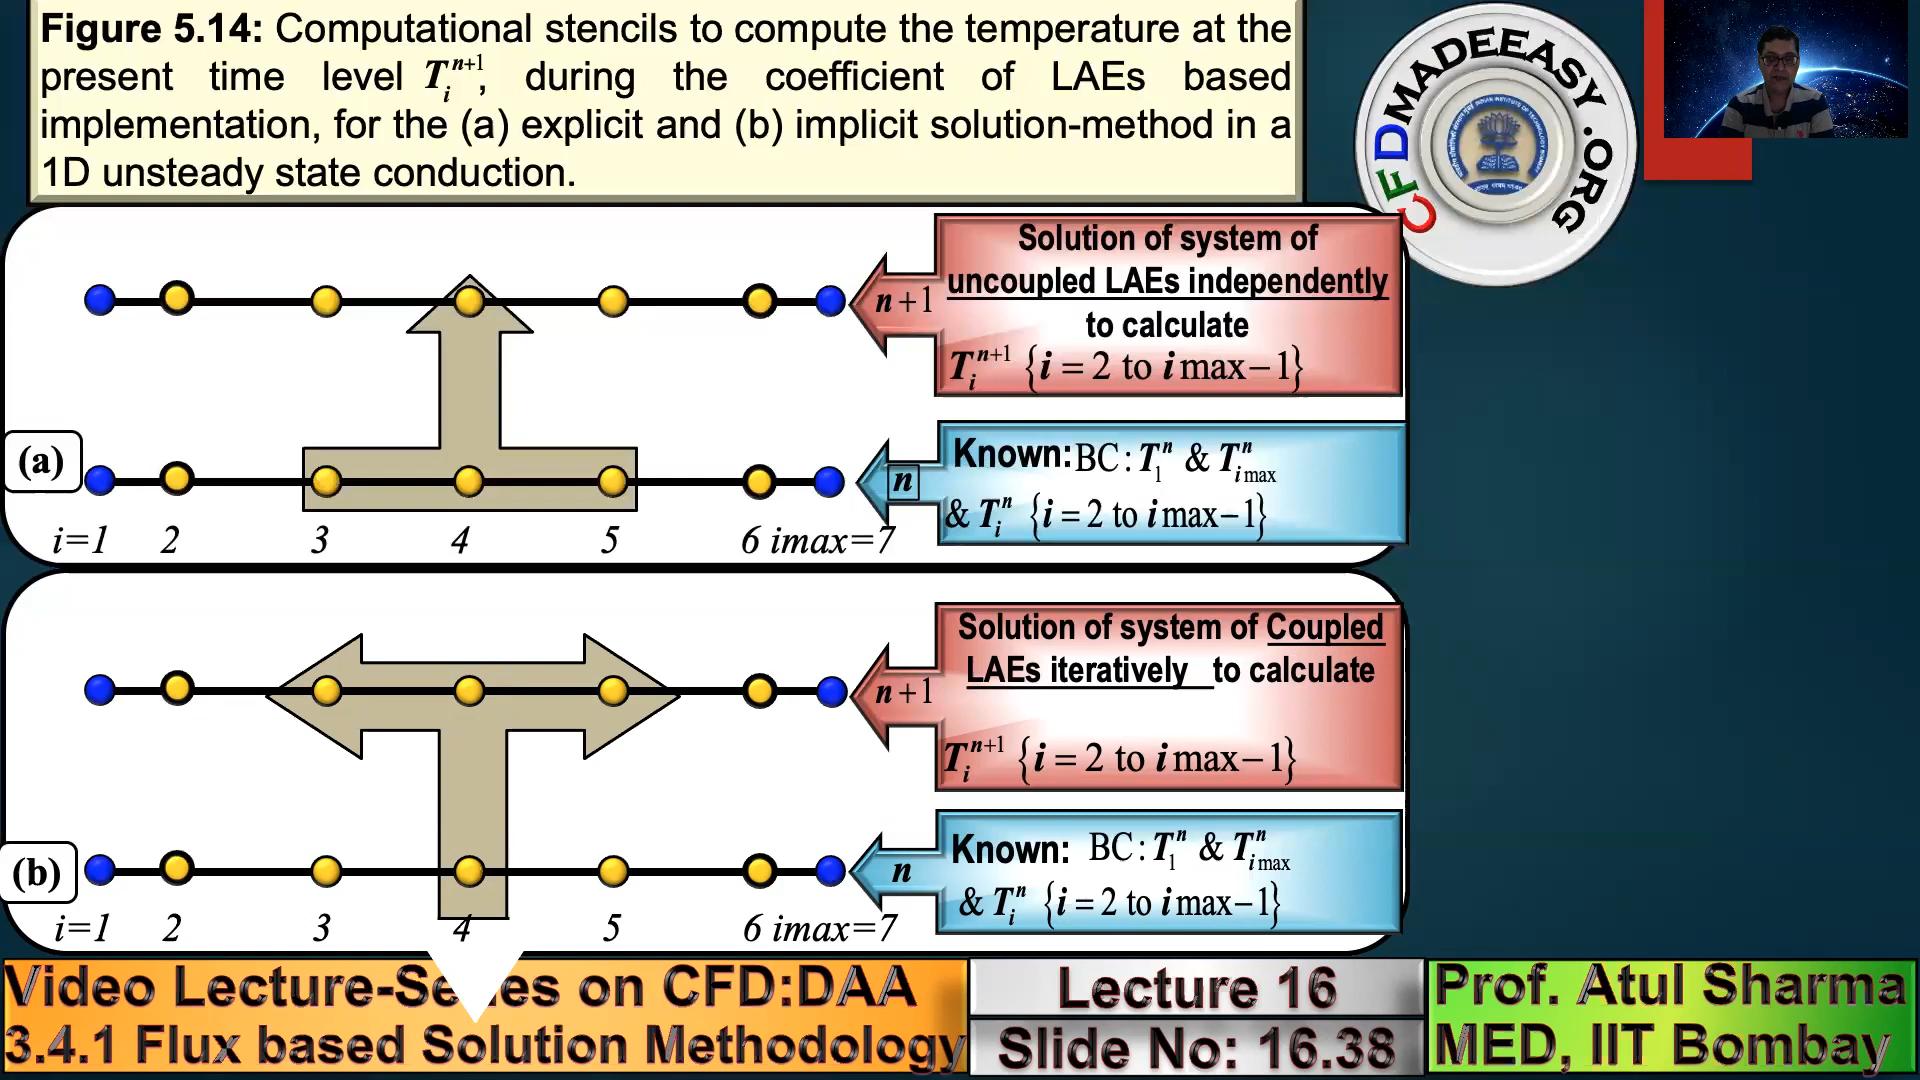 Figure 5.14: Computational stencils to compute the temperature at the
present time level T_i^{n+1}, during the coefficient of LAEs based
implementation, for the (a) explicit and (b) implicit solution-method in a
1D unsteady state conduction.
CFDMADEEASY.ORG
Solution of system of
uncoupled LAEs independently
to calculate
T_i^{n+1} {i = 2 to i max−1}
n+1
(a)
n
Known: BC: T_1^n & T_{i max}^n
& T_i^n {i = 2 to i max−1}
i=1 2 3 4 5 6 imax=7
Solution of system of Coupled
LAEs iteratively to calculate
T_i^{n+1} {i = 2 to i max−1}
n+1
(b)
n
Known: BC: T_1^n & T_{i max}^n
& T_i^n {i = 2 to i max−1}
i=1 2 3 4 5 6 imax=7
Video Lecture-Series on CFD:DAA
3.4.1 Flux based Solution Methodology
Lecture 16
Slide No: 16.38
Prof. Atul Sharma
MED, IIT Bombay